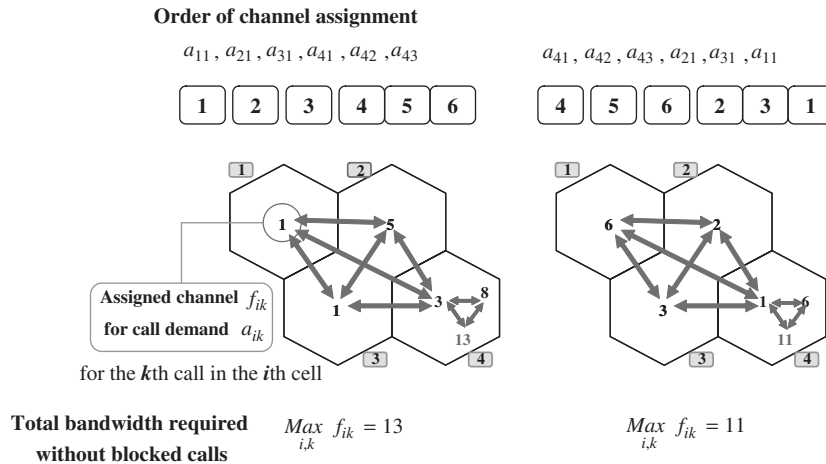 Order of channel assignment
a11 , a21 , a31 , a41 , a42 , a43
a41 , a42 , a43 , a21 , a31 , a11
1 2 3 4 5 6
4 5 6 2 3 1
1 2
1 5
1 3 8
13
3 4
Assigned channel fik
for call demand aik
for the kth call in the ith cell
1 2
6 2
3 1 6
11
3 4
Total bandwidth required
without blocked calls
Max fik = 13
i,k
Max fik = 11
i,k